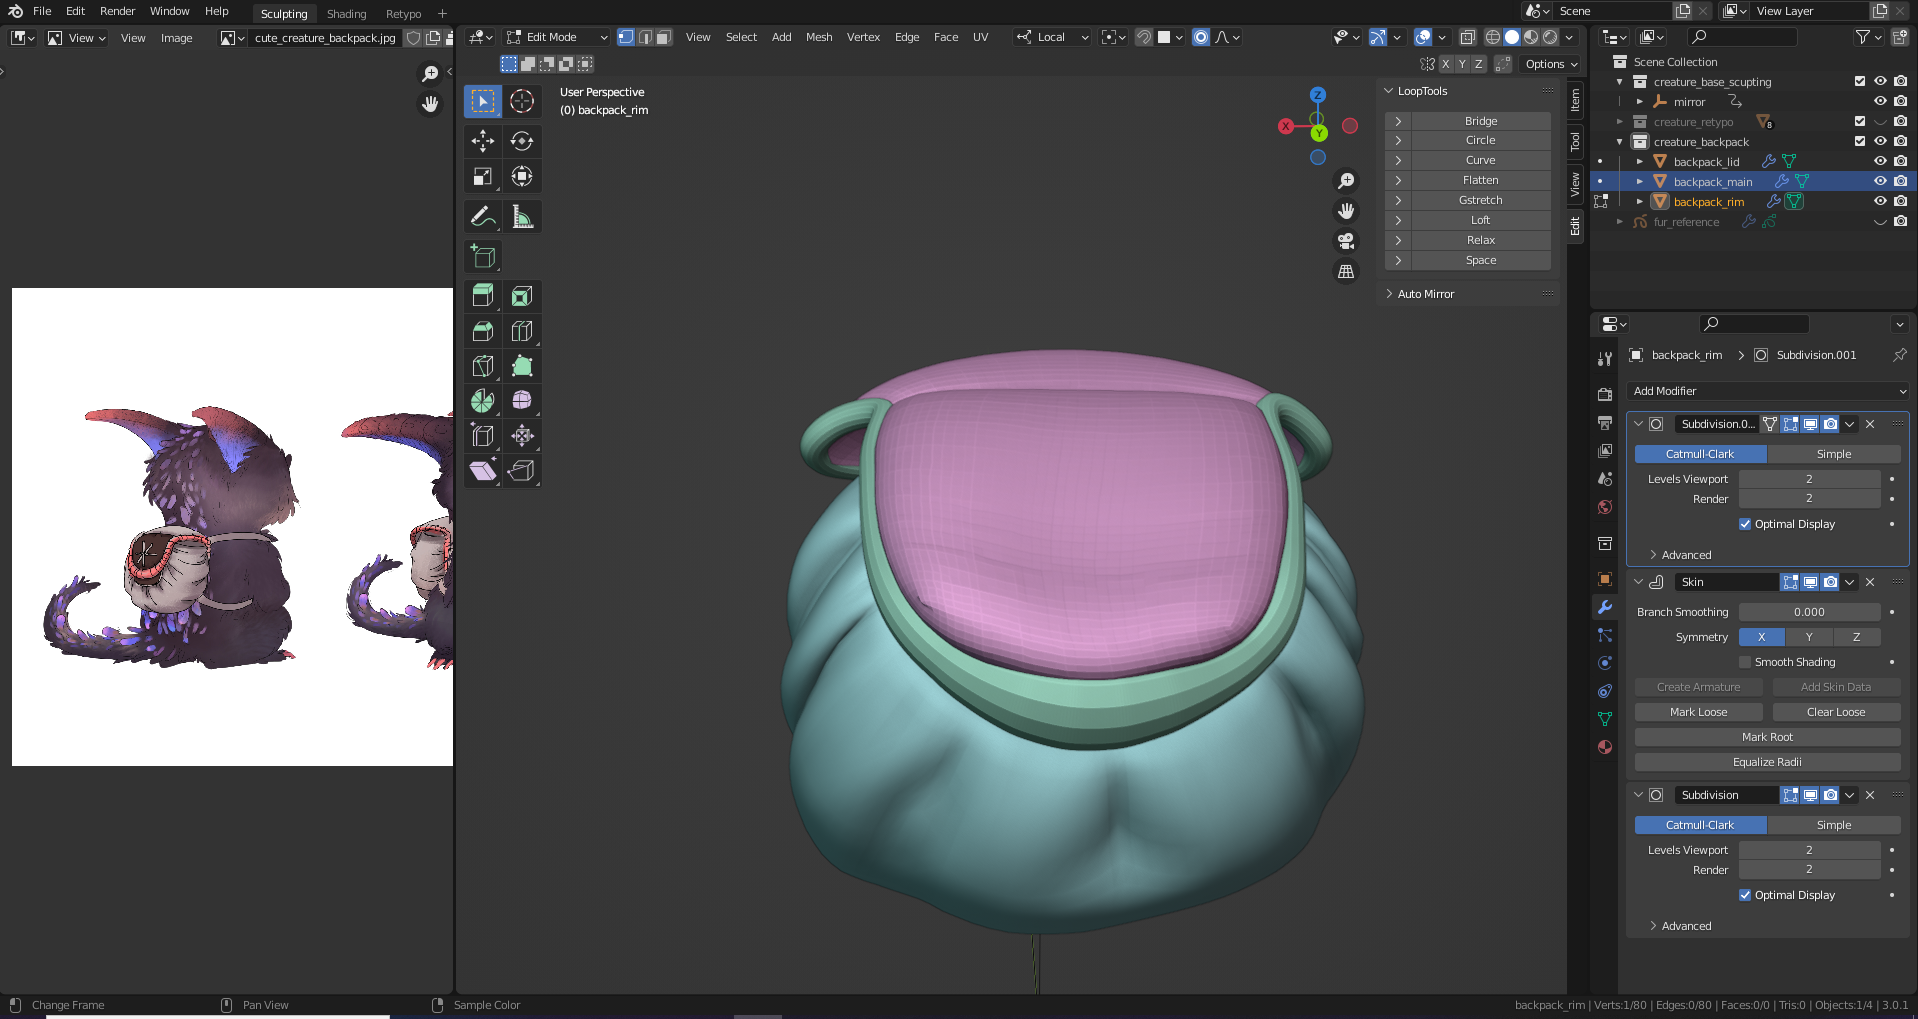 File Edit Render Window Help Sculpting Shading Retypo + Scene View Layer
View View Image cute_creature_backpack.jpg Edit Mode View Select Add Mesh Vertex Edge Face UV Local
X Y Z Options
User Perspective
(0) backpack_rim
Z
X
Y
LoopTools
Bridge
Circle
Curve
Flatten
Gstretch
Loft
Relax
Space
Auto Mirror
Item
Tool
View
Edit
Scene Collection
creature_base_scupting
mirror
creature_retypo 8
creature_backpack
backpack_lid
backpack_main
backpack_rim
fur_reference
backpack_rim Subdivision.001
Add Modifier
Subdivision.0...
Catmull-Clark Simple
Levels Viewport 2
Render 2
Optimal Display
Advanced
Skin
Branch Smoothing 0.000
Symmetry X Y Z
Smooth Shading
Create Armature Add Skin Data
Mark Loose Clear Loose
Mark Root
Equalize Radii
Subdivision
Catmull-Clark Simple
Levels Viewport 2
Render 2
Optimal Display
Advanced
Change Frame Pan View Sample Color backpack_rim | Verts:1/80 | Edges:0/80 | Faces:0/0 | Tris:0 | Objects:1/4 | 3.0.1